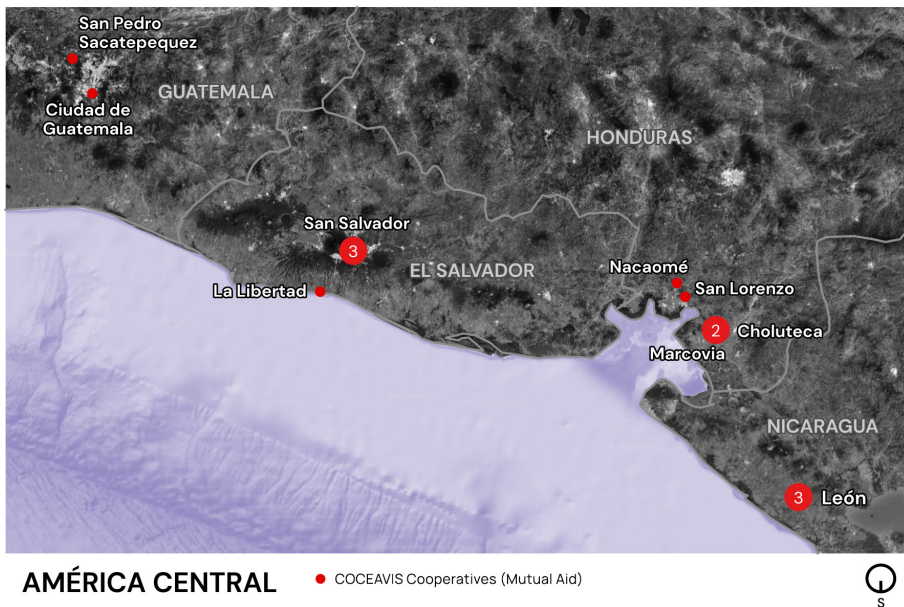 San Pedro
Sacatepequez
GUATEMALA
Ciudad de
Guatemala
HONDURAS
San Salvador
3
EL SALVADOR
La Libertad
Nacaomé
San Lorenzo
2
Choluteca
Marcovia
NICARAGUA
3
León
AMÉRICA CENTRAL
COCEAVIS Cooperatives (Mutual Aid)
S